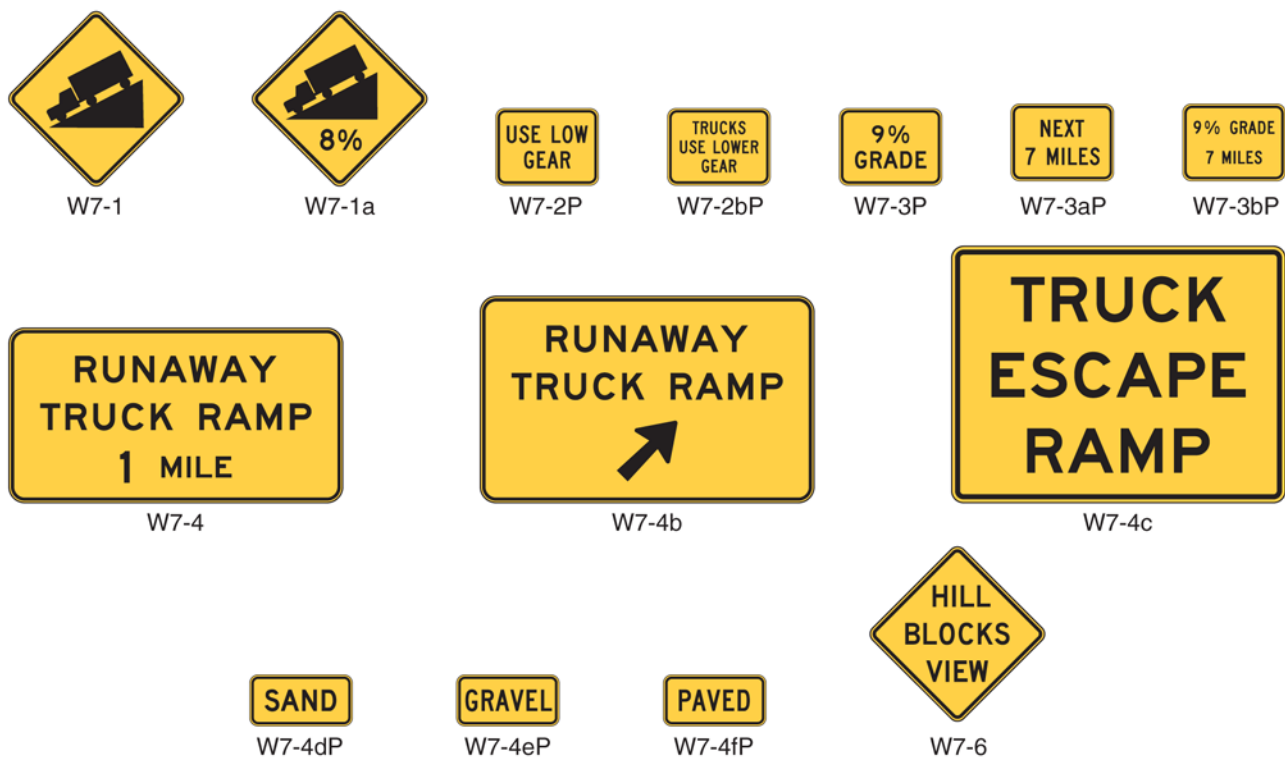 8%
USE LOW
GEAR
TRUCKS
USE LOWER
GEAR
9%
GRADE
NEXT
7 MILES
9% GRADE
7 MILES
W7-1
W7-1a
W7-2P
W7-2bP
W7-3P
W7-3aP
W7-3bP
RUNAWAY
TRUCK RAMP
1 MILE
W7-4
RUNAWAY
TRUCK RAMP
W7-4b
TRUCK
ESCAPE
RAMP
W7-4c
SAND
W7-4dP
GRAVEL
W7-4eP
PAVED
W7-4fP
HILL
BLOCKS
VIEW
W7-6